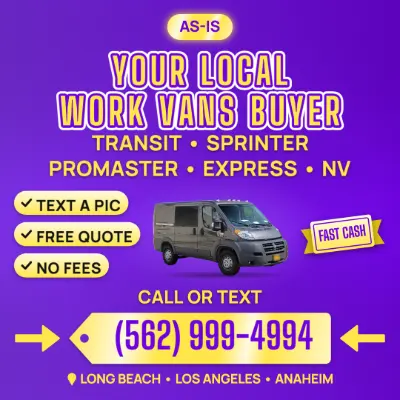 AS-IS
YOUR LOCAL
WORK VANS BUYER
TRANSIT • SPRINTER
PROMASTER • EXPRESS • NV
TEXT A PIC
FREE QUOTE
NO FEES
FAST CASH
CALL OR TEXT
(562) 999-4994
LONG BEACH • LOS ANGELES • ANAHEIM